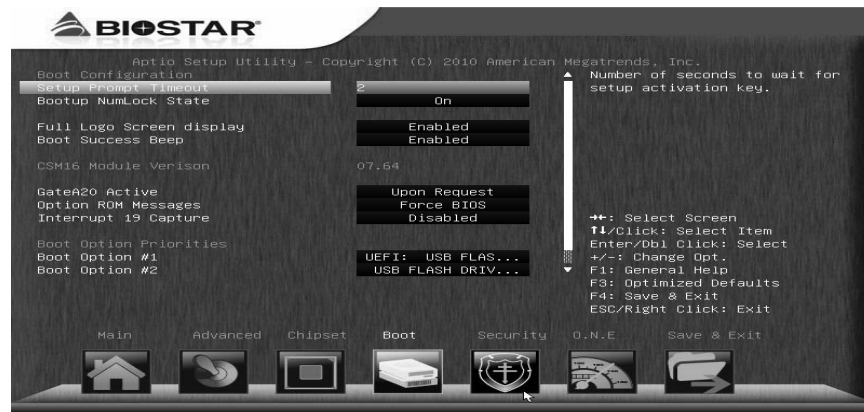 BIOSTAR
Aptio Setup Utility - Copyright (C) 2010 American Megatrends, Inc.
Boot Configuration
Setup Prompt Timeout 2
Bootup NumLock State On
Full Logo Screen display Enabled
Boot Success Beep Enabled
CSM16 Module Verison 07.64
GateA20 Active Upon Request
Option ROM Messages Force BIOS
Interrupt 19 Capture Disabled
Boot Option Priorities
Boot Option #1 UEFI: USB FLAS...
Boot Option #2 USB FLASH DRIV...
Number of seconds to wait for
setup activation key.
→←: Select Screen
↑↓/Click: Select Item
Enter/Dbl Click: Select
+/-: Change Opt.
F1: General Help
F3: Optimized Defaults
F4: Save & Exit
ESC/Right Click: Exit
Main Advanced Chipset Boot Security O.N.E Save & Exit